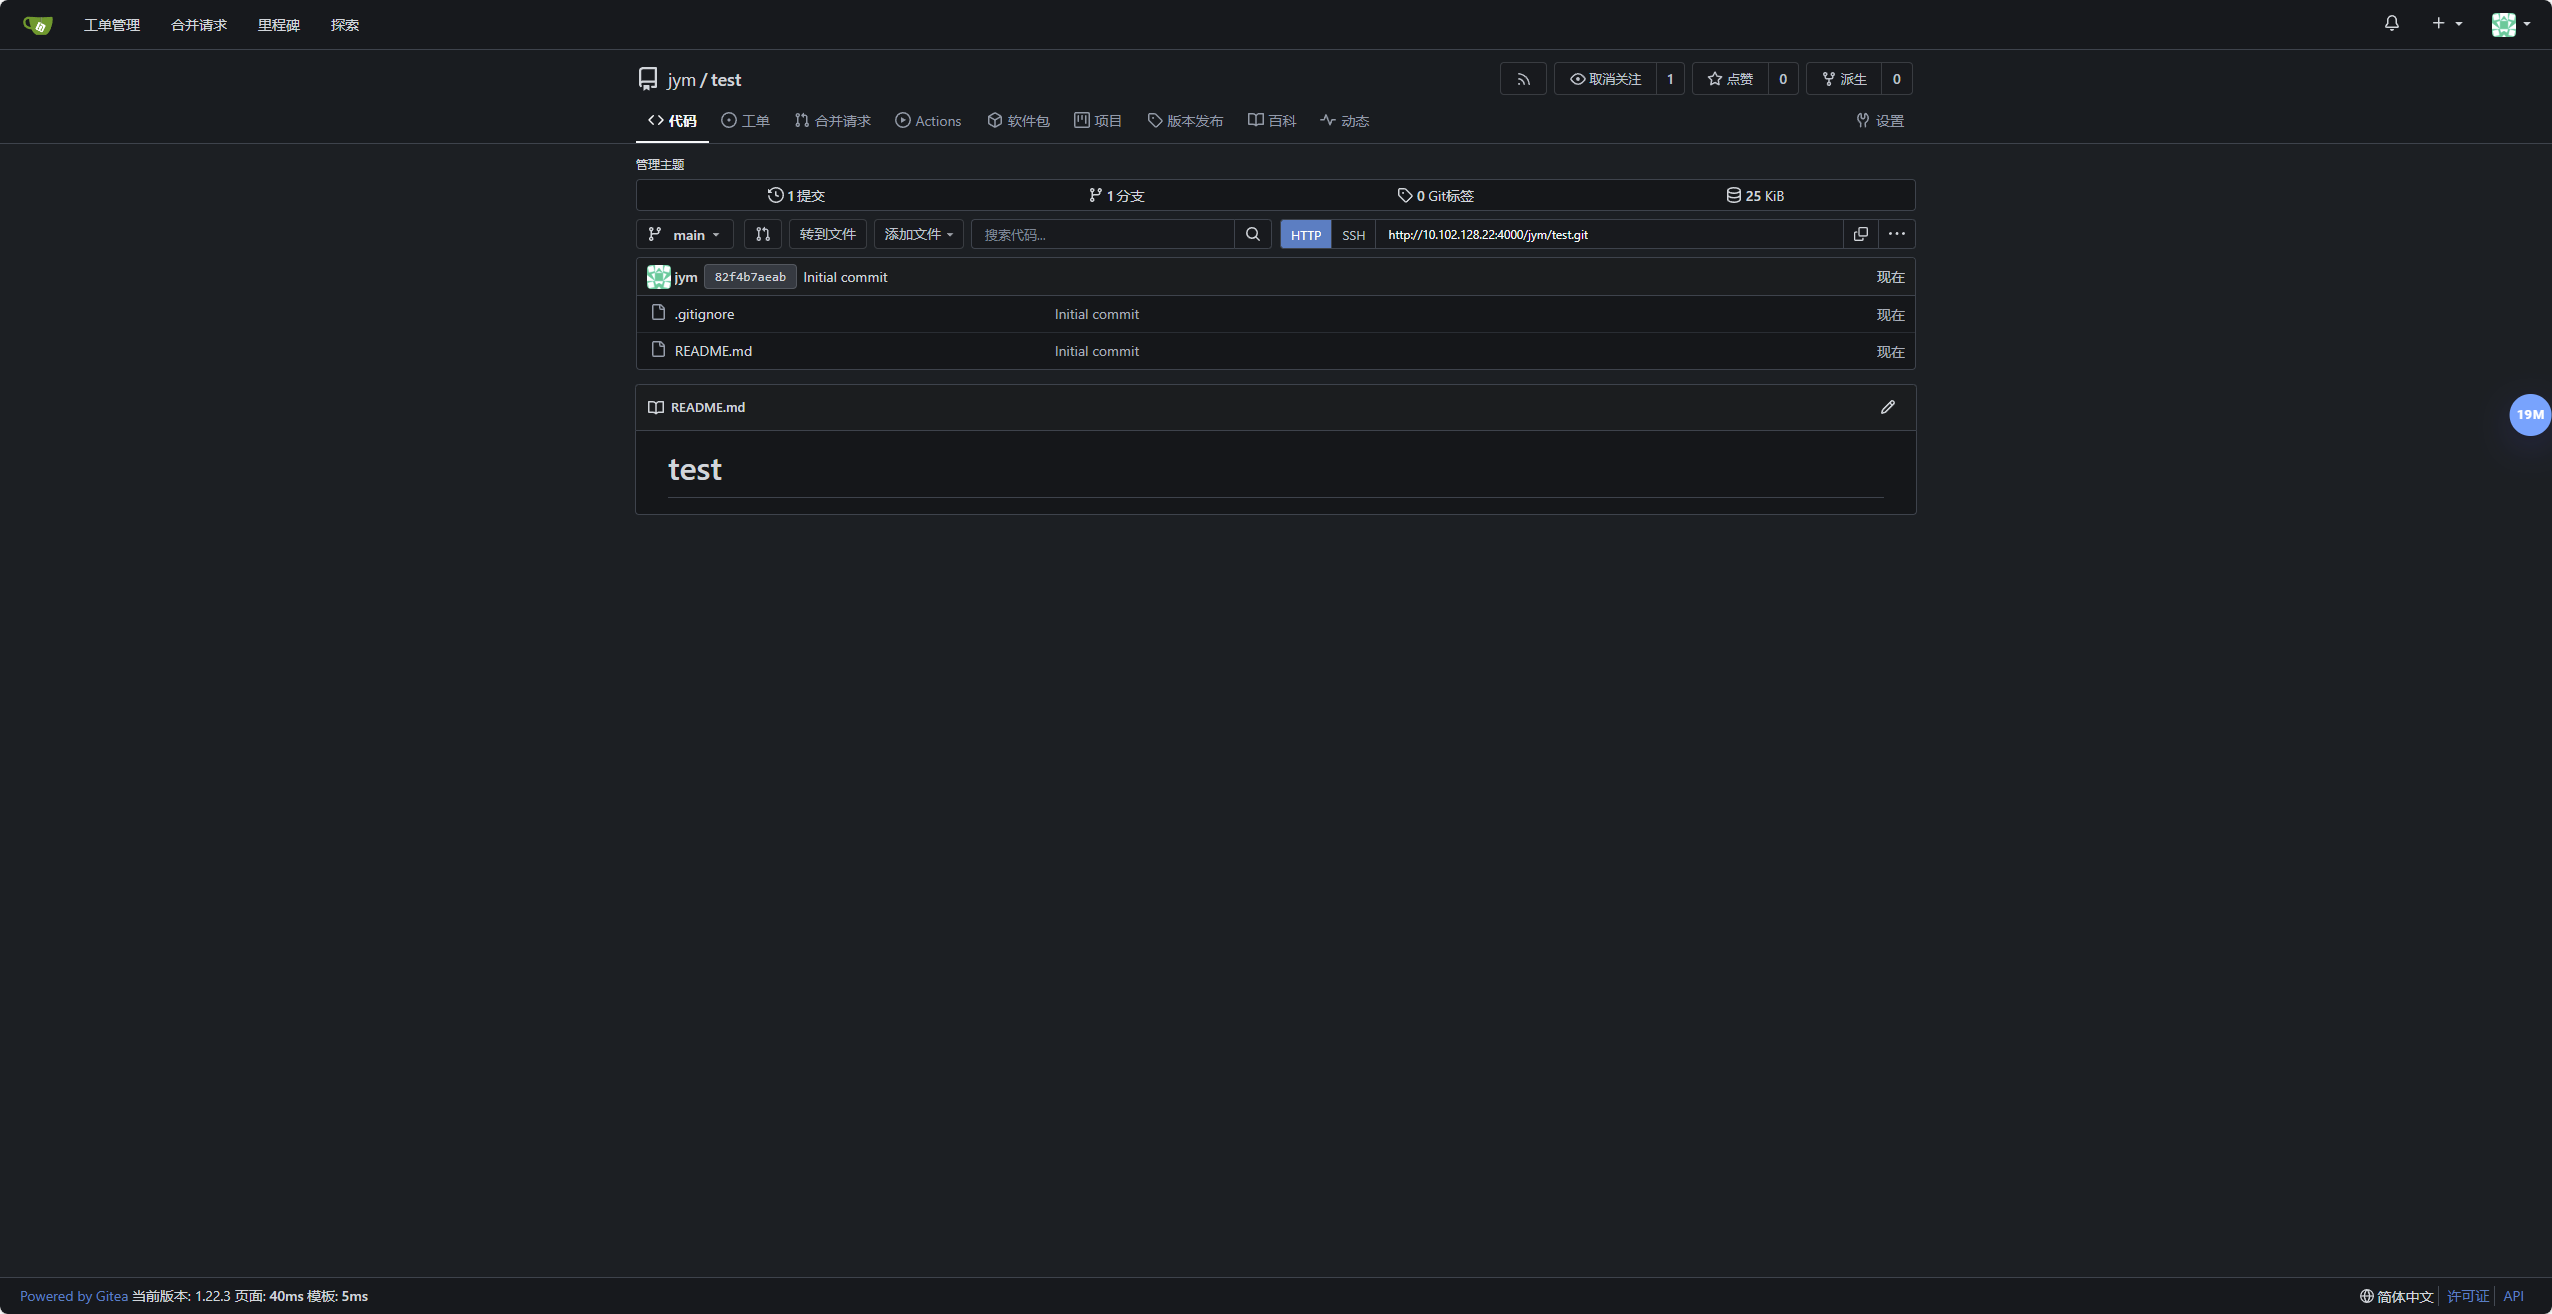 工单管理 合并请求 里程碑 探索
jym / test 取消关注 1 点赞 0 派生 0
代码 工单 合并请求 Actions 软件包 项目 版本发布 百科 动态 设置
管理主题
1 提交 1 分支 0 Git标签 25 KiB
main 转到文件 添加文件 搜索代码... HTTP SSH http://10.102.128.22:4000/jym/test.git
jym 82f4b7aeab Initial commit 现在
.gitignore Initial commit 现在
README.md Initial commit 现在
README.md
19M
test
Powered by Gitea 当前版本: 1.22.3 页面: 40ms 模板: 5ms 简体中文 许可证 API